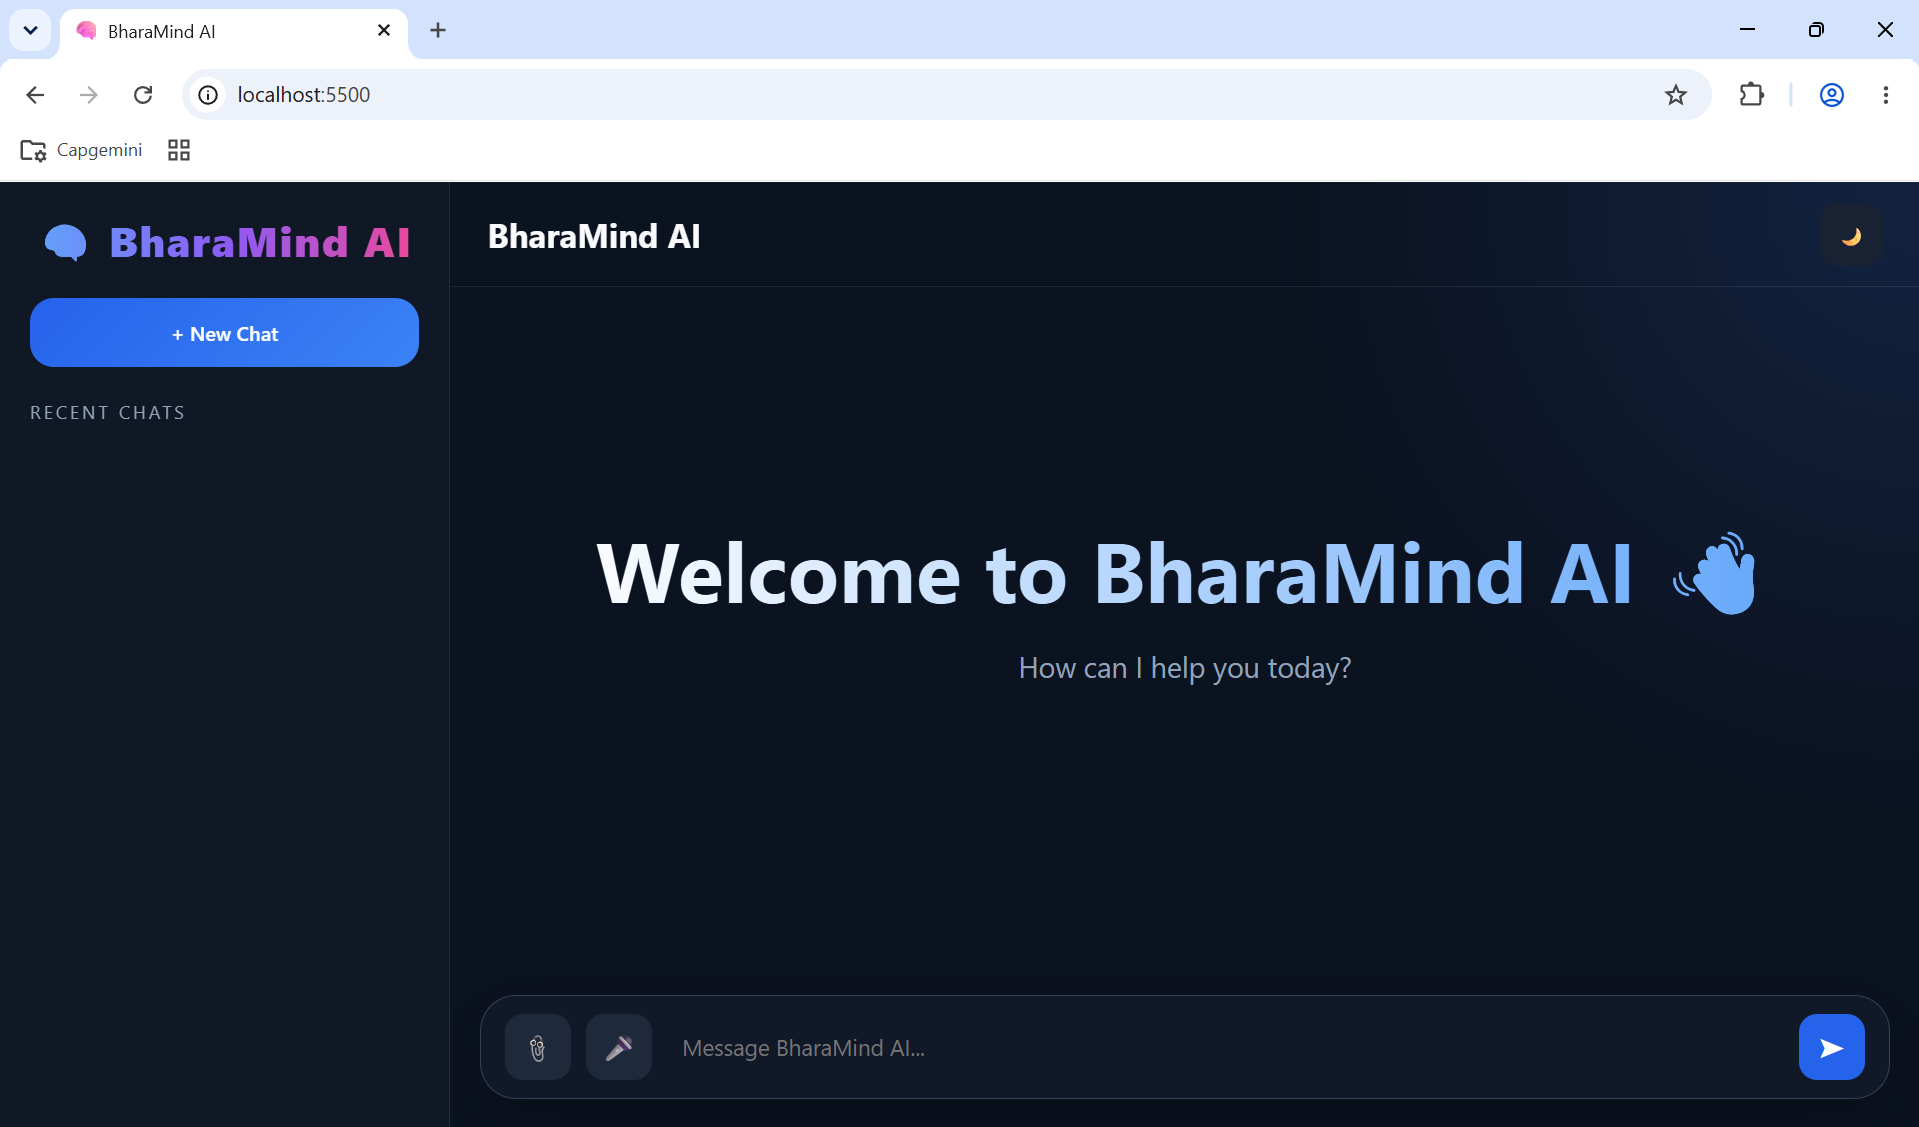 BharaMind AI
localhost:5500
Capgemini
BharaMind AI
+ New Chat
RECENT CHATS
BharaMind AI
Welcome to BharaMind AI
How can I help you today?
Message BharaMind AI...